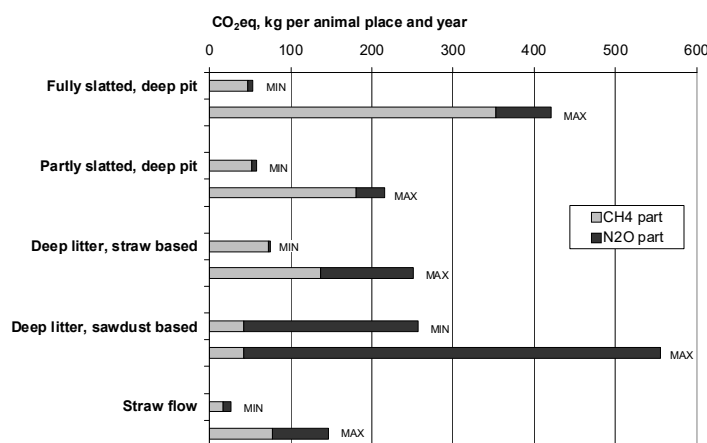 CO₂eq, kg per animal place and year
0 100 200 300 400 500 600
Fully slatted, deep pit MIN
MAX
Partly slatted, deep pit MIN
MAX
CH4 part
N2O part
Deep litter, straw based MIN
MAX
Deep litter, sawdust based MIN
MAX
Straw flow MIN
MAX